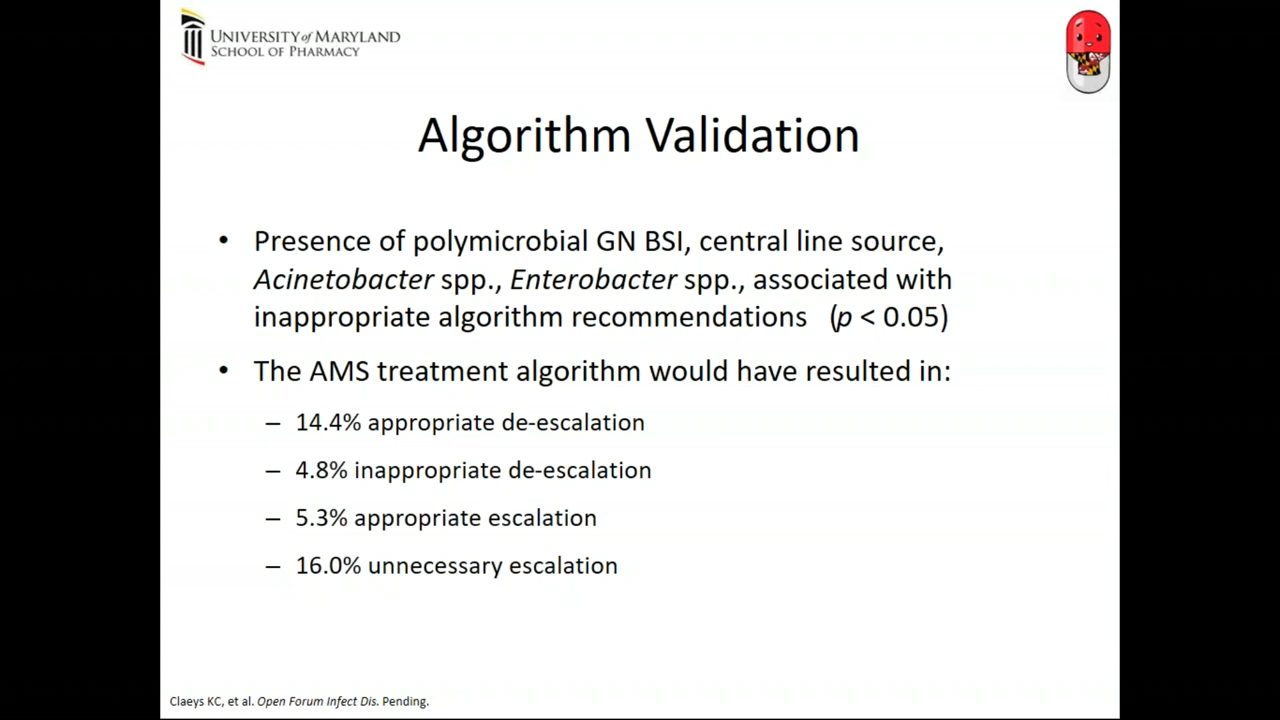 UNIVERSITY of MARYLAND
SCHOOL OF PHARMACY
Algorithm Validation
• Presence of polymicrobial GN BSI, central line source,
Acinetobacter spp., Enterobacter spp., associated with
inappropriate algorithm recommendations (p < 0.05)
• The AMS treatment algorithm would have resulted in:
– 14.4% appropriate de-escalation
– 4.8% inappropriate de-escalation
– 5.3% appropriate escalation
– 16.0% unnecessary escalation
Claeys KC, et al. Open Forum Infect Dis. Pending.